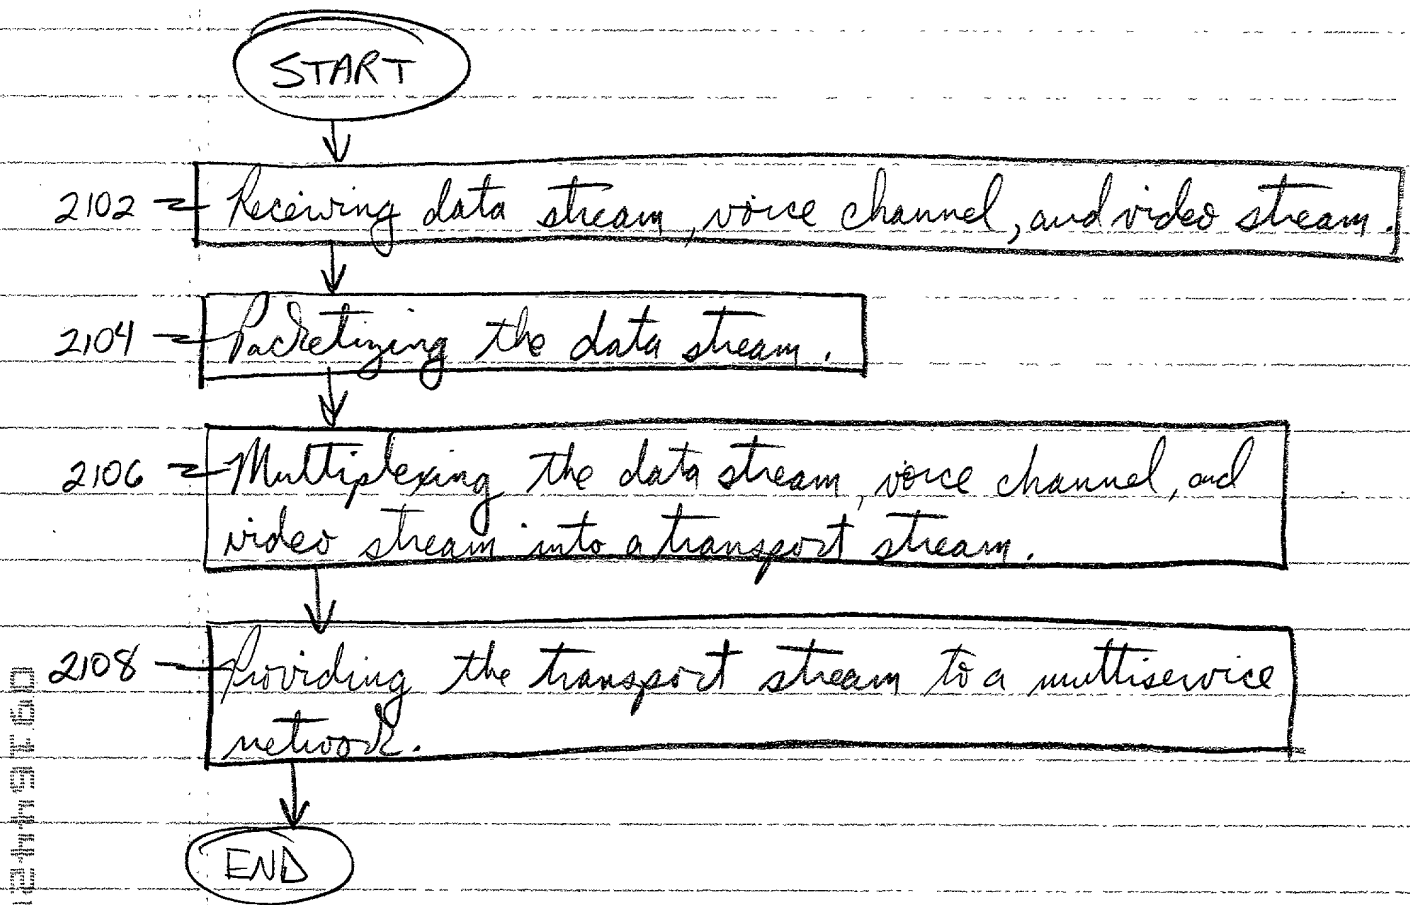 START
2102 Receiving data stream, voice channel, and video stream.
2104 Packetizing the data stream.
2106 Multiplexing the data stream, voice channel, and
video stream into a transport stream.
2108 Providing the transport stream to a multiservice
network.
END